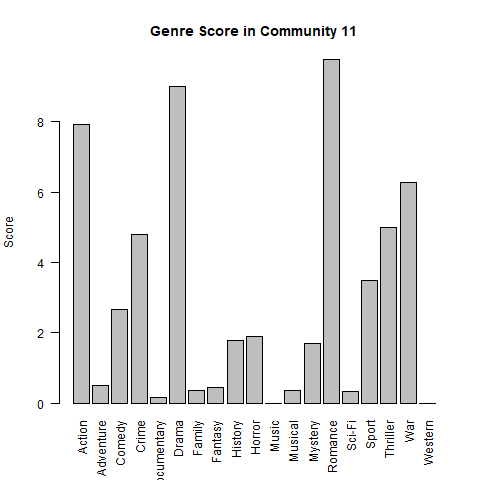 Genre Score in Community 11
Score
8
6
4
2
0
Action
Adventure
Comedy
Crime
ocumentary
Drama
Family
Fantasy
History
Horror
Music
Musical
Mystery
Romance
Sci-Fi
Sport
Thriller
War
Western